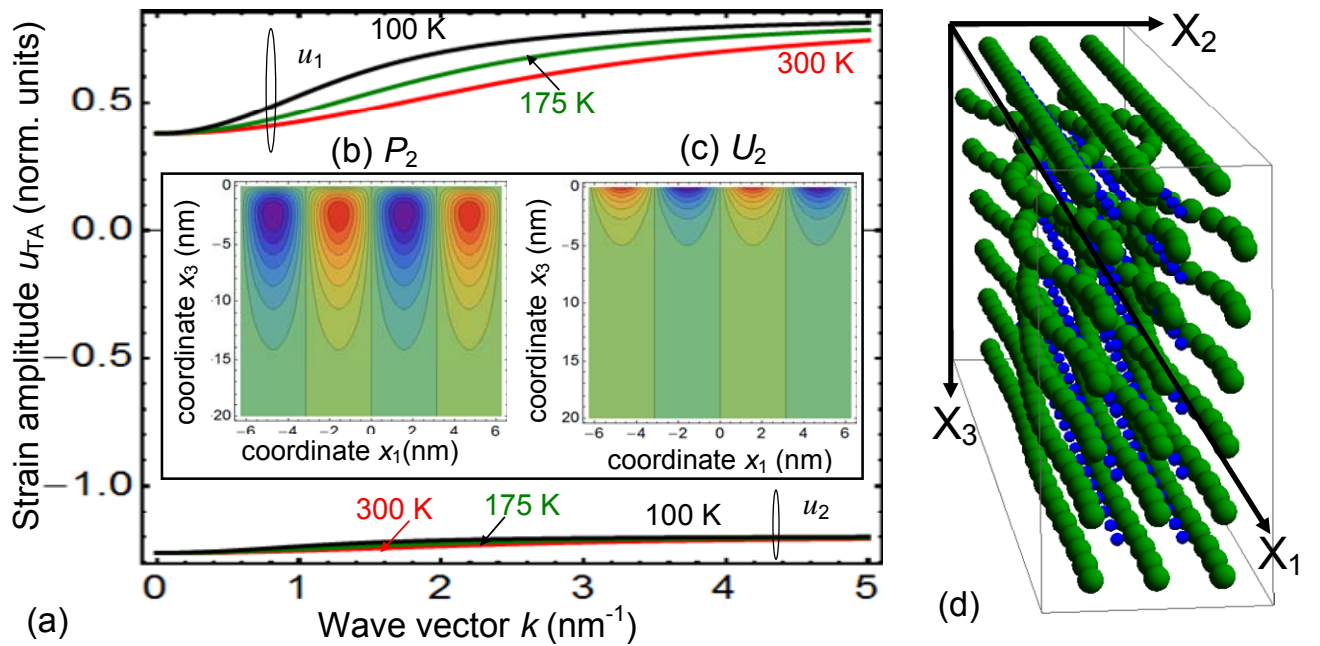 Strain amplitude u_TA (norm. units)
0.5
0.0
−0.5
−1.0
100 K
u₁
175 K
300 K
(b) P₂
(c) U₂
coordinate x₃ (nm)
0
-5
-10
-15
-20
−6 −4 −2 0 2 4 6
coordinate x₁(nm)
coordinate x₃ (nm)
0
-5
-10
-15
20
−6 −4 −2 0 2 4 6
coordinate x₁ (nm)
300 K
175 K
100 K
u₂
0 1 2 3 4 5
Wave vector k (nm⁻¹)
(a)
X₂
X₃
X₁
(d)